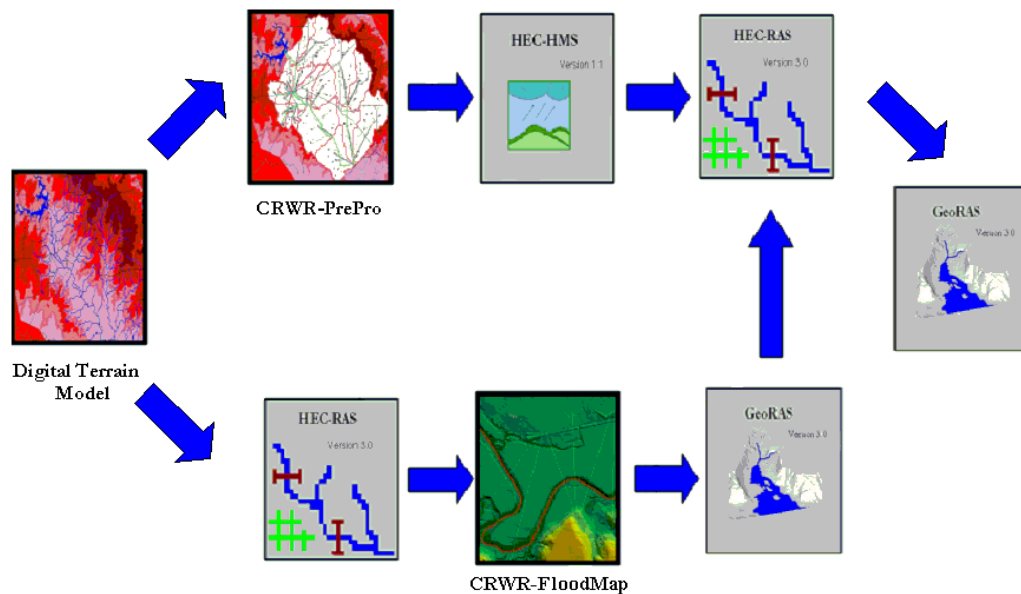 HEC-HMS
Version 1.1
HEC-RAS
Version 3.0
CRWR-PrePro
GeoRAS
Version 3.0
Digital Terrain
Model
HEC-RAS
Version 3.0
GeoRAS
Version 3.0
CRWR-FloodMap